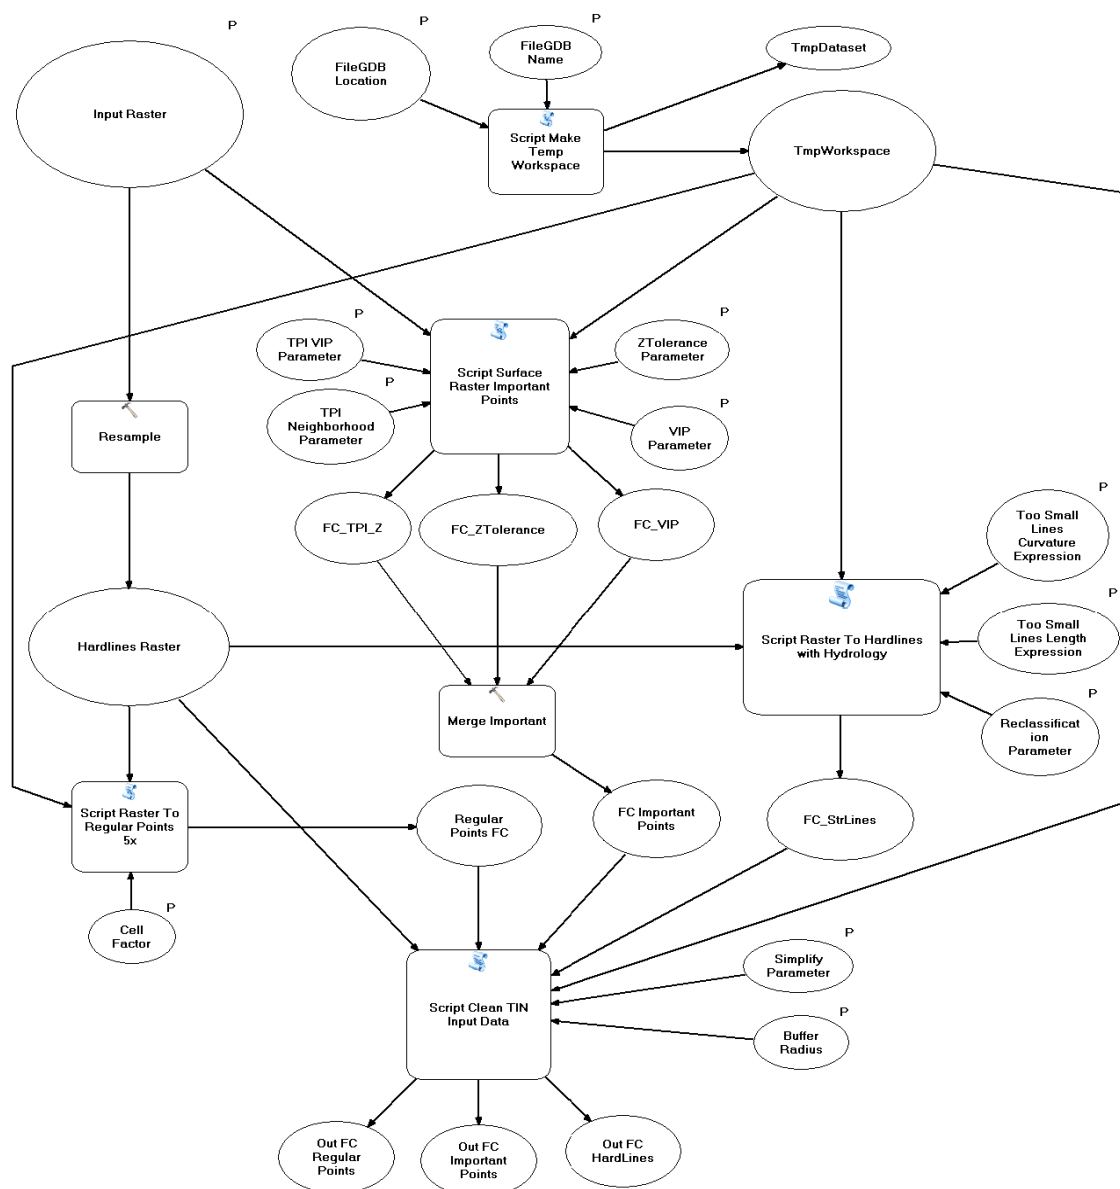 P
P
P
FileGDB
Name
TmpDataset
FileGDB
Location
Input Raster
Script Make
Temp
Workspace
TmpWorkspace
P
P
TPI VIP
Parameter
ZTolerance
Parameter
Script Surface
Raster Important
Points
P
P
TPI
Neighborhood
Parameter
VIP
Parameter
Resample
FC_TPI_Z
FC_ZTolerance
FC_VIP
P
Too Small
Lines
Curvature
Expression
P
Too Small
Lines Length
Expression
Hardlines Raster
Script Raster To Hardlines
with Hydrology
P
Reclassificat
ion
Parameter
Merge Important
Script Raster To
Regular Points
5x
Regular
Points FC
FC Important
Points
FC_StrLines
P
Cell
Factor
P
Simplify
Parameter
Script Clean TIN
Input Data
P
Buffer
Radius
Out FC
Regular
Points
Out FC
Important
Points
Out FC
HardLines